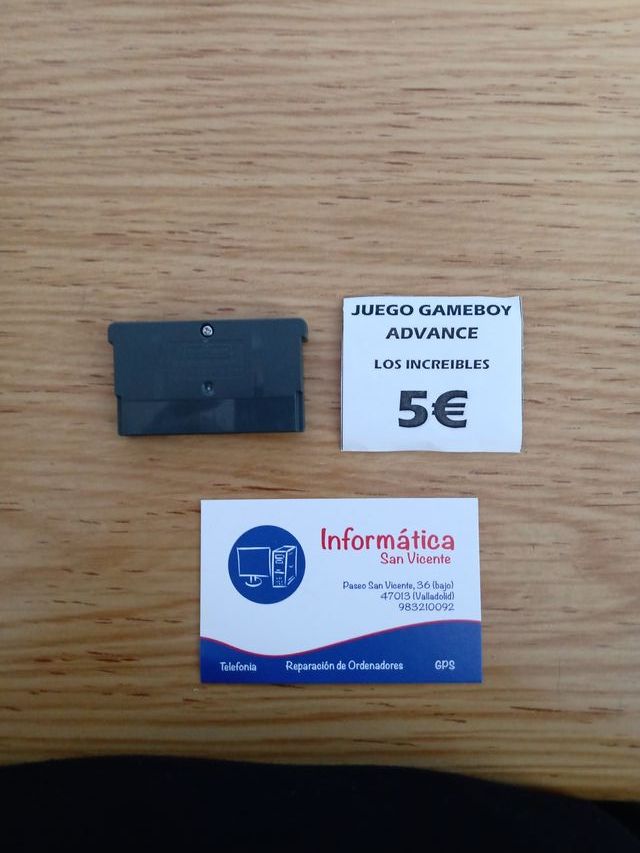 JUEGO GAMEBOY
ADVANCE
LOS INCREIBLES
5€
Informática
San Vicente
Paseo San Vicente, 36 (bajo)
47013 (Valladolid)
983210092
Telefonia Reparación de Ordenadores GPS